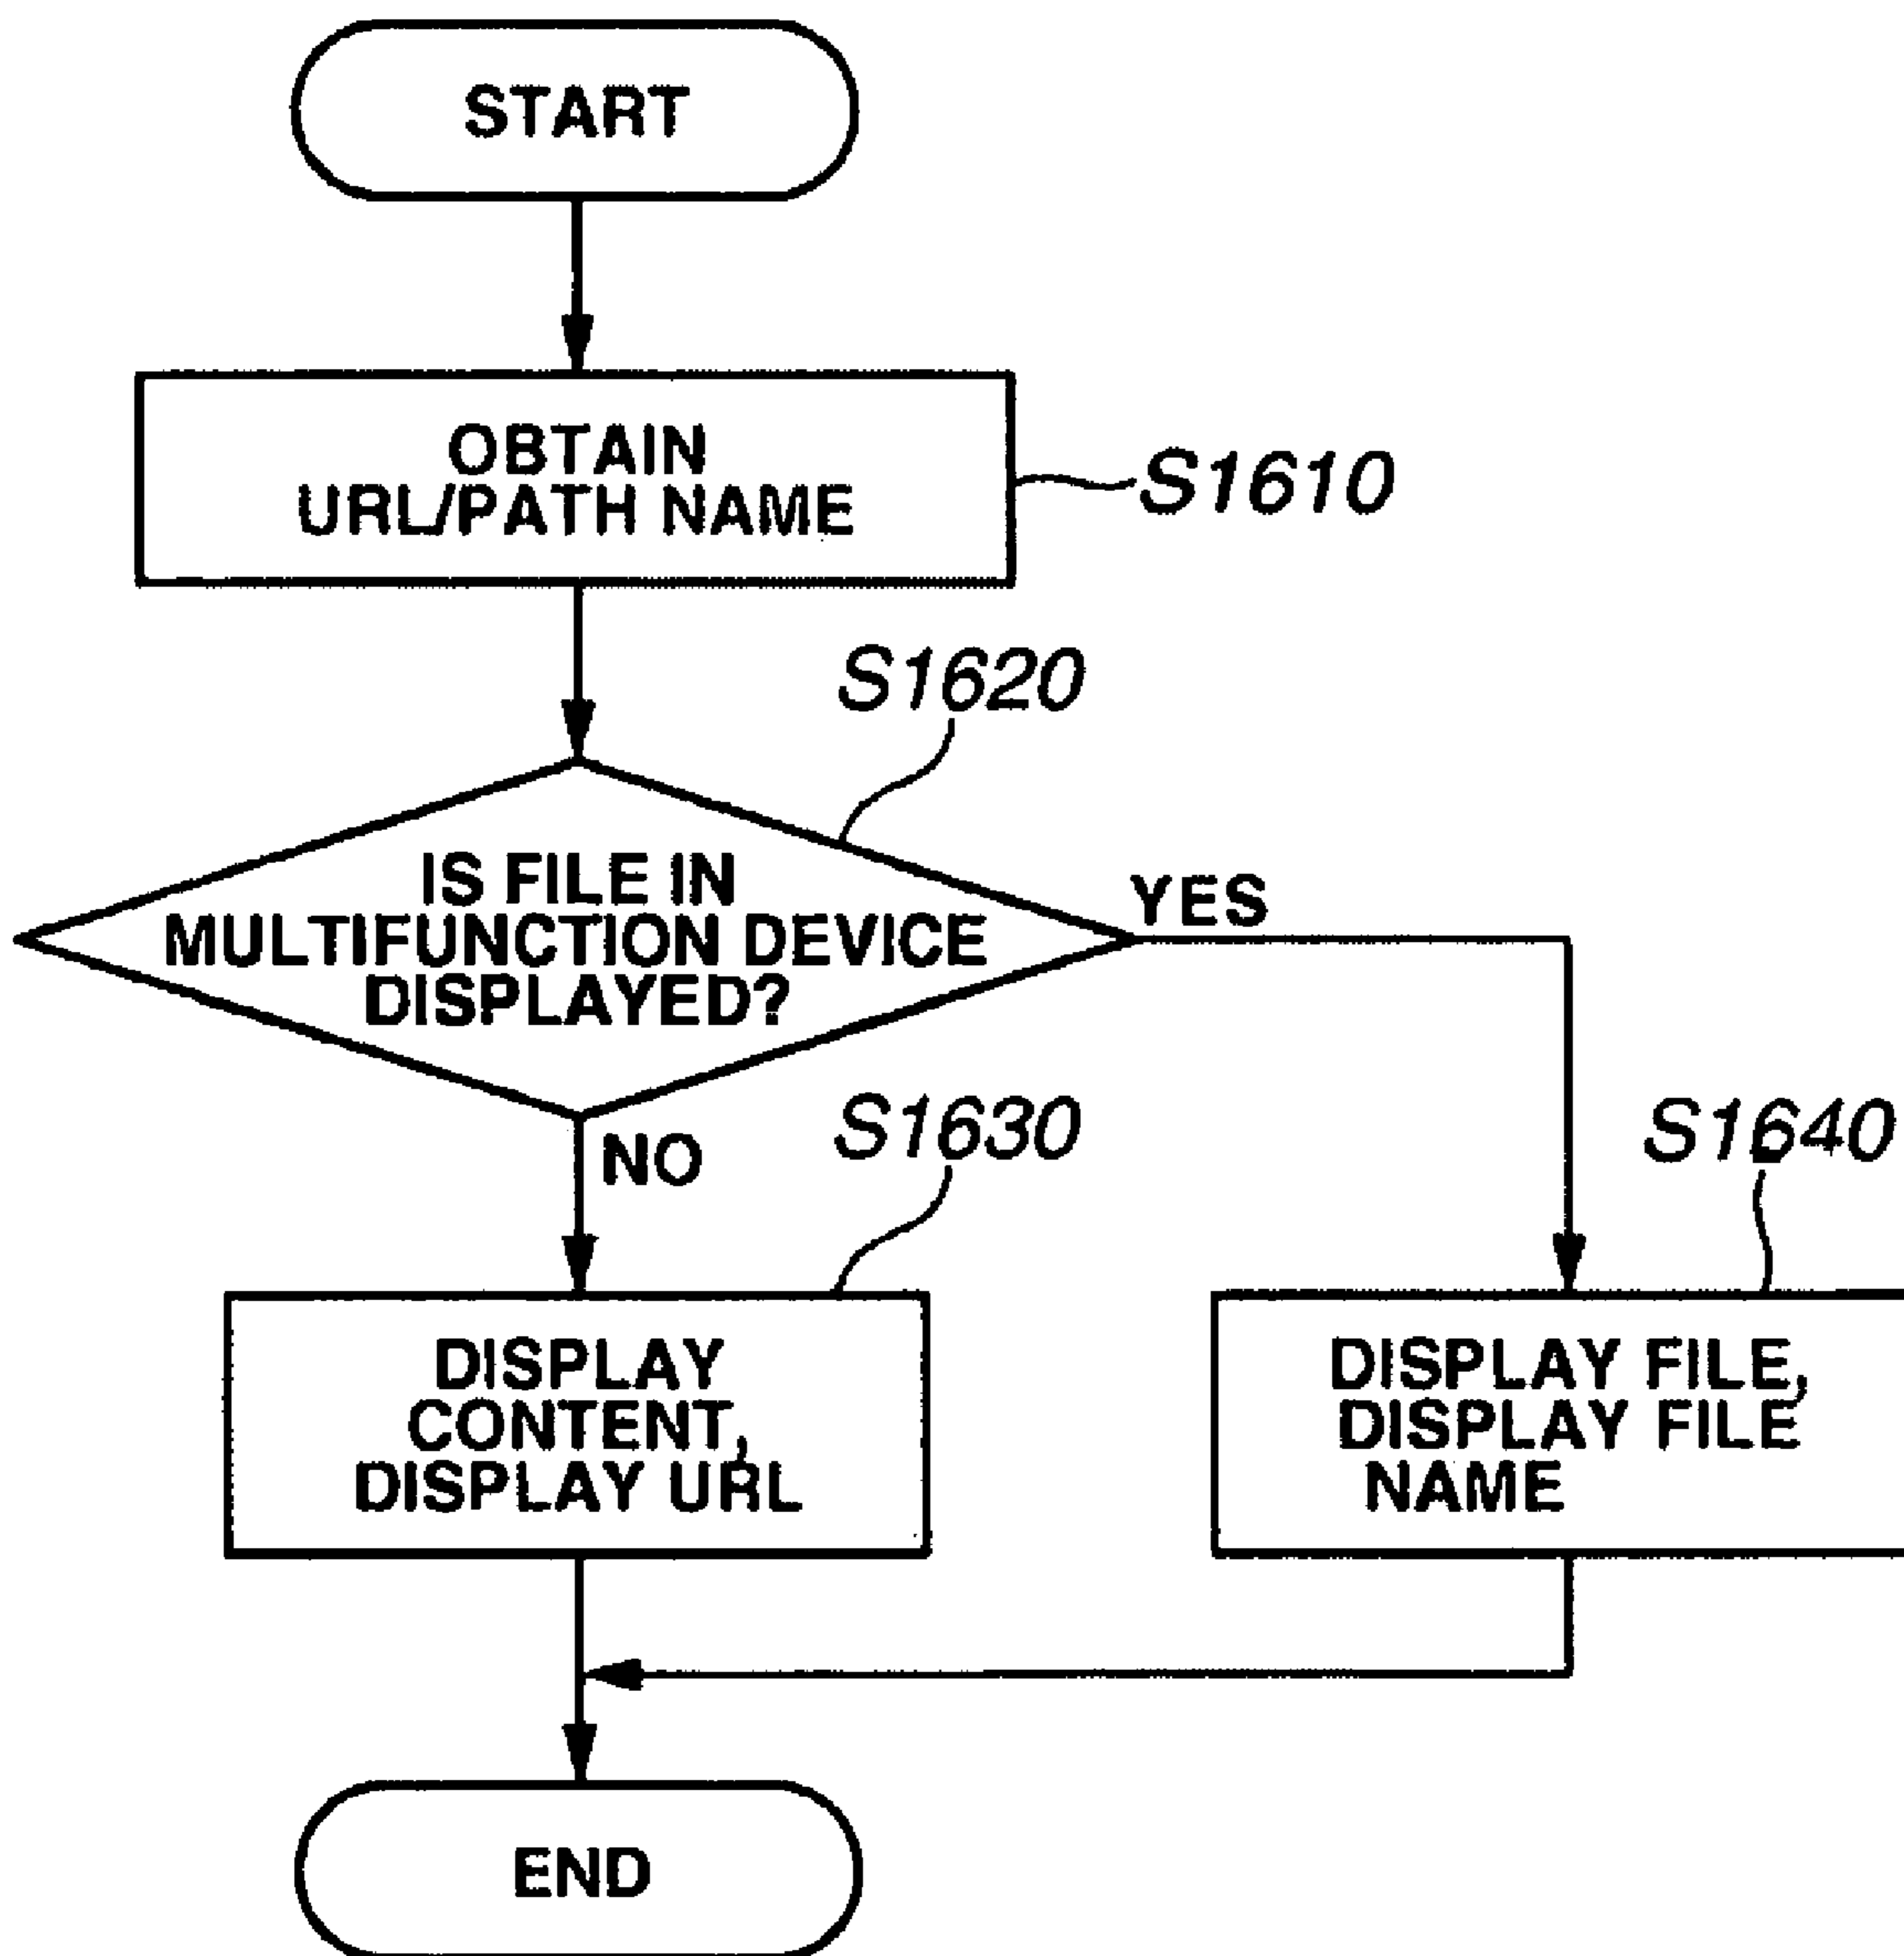 START
OBTAIN
URL/PATH NAME
S1610
S1620
IS FILE IN
MULTIFUNCTION DEVICE
DISPLAYED?
YES
NO
S1630
S1640
DISPLAY
CONTENT,
DISPLAY URL
DISPLAY FILE,
DISPLAY FILE
NAME
END